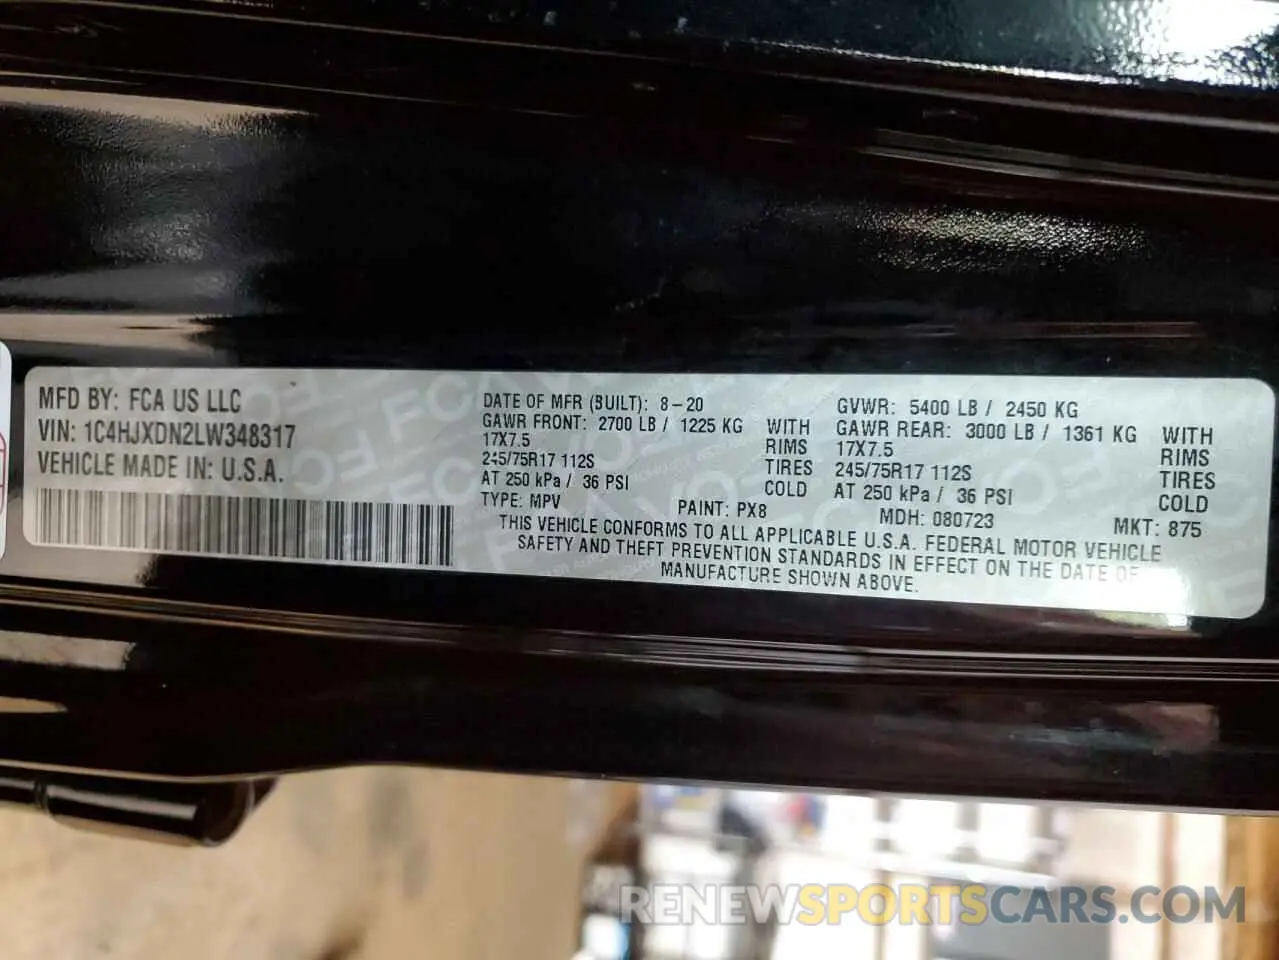 MFD BY: FCA US LLC
VIN: 1C4HJXDN2LW348317
VEHICLE MADE IN: U.S.A.
DATE OF MFR (BUILT): 8-20
GAWR FRONT: 2700 LB / 1225 KG WITH
17X7.5 RIMS
245/75R17 112S TIRES
AT 250 kPa / 36 PSI COLD
TYPE: MPV
GVWR: 5400 LB / 2450 KG
GAWR REAR: 3000 LB / 1361 KG WITH
17X7.5 RIMS
245/75R17 112S TIRES
AT 250 kPa / 36 PSI COLD
PAINT: PX8 MDH: 080723 MKT: 875
THIS VEHICLE CONFORMS TO ALL APPLICABLE U.S.A. FEDERAL MOTOR VEHICLE
SAFETY AND THEFT PREVENTION STANDARDS IN EFFECT ON THE DATE OF
MANUFACTURE SHOWN ABOVE.
RENEWSPORTSCARS.COM